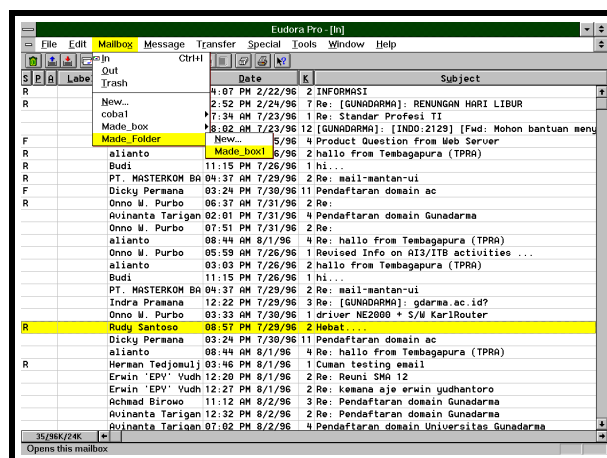 Eudora Pro - [In]
File Edit Mailbox Message Transfer Special Tools Window Help
In Ctrl+I
Out
Trash
New...
coba1
Made_box
Made_Folder
New...
Made_box1
S P A Labe Date K Subject
R 4:07 PM 2/22/96 2 INFORMASI
R 2:52 PM 2/24/96 7 Re: [GUNADARMA]: RENUNGAN HARI LIBUR
7:34 AM 7/23/96 1 Re: Standar Profesi TI
8:02 AM 7/23/96 12 [GUNADARMA]: [INDO:2129] [Fwd: Mohon bantuan meny
F 5/96 4 Product Question from Web Server
R alianto 6/96 2 hallo from Tembagapura (TPRA)
R Budi 11:15 PM 7/26/96 1 hi...
R PT. MASTERKOM BA 04:37 AM 7/29/96 2 Re: mail-mantan-ui
F Dicky Permana 03:24 PM 7/30/96 11 Pendaftaran domain ac
R Onno W. Purbo 06:37 AM 7/31/96 2 Re:
Avinanta Tarigan 02:01 PM 7/31/96 4 Pendaftaran domain Gunadarma
Onno W. Purbo 07:51 PM 7/31/96 2 Re:
alianto 08:44 AM 8/1/96 4 Re: hallo from Tembagapura (TPRA)
Onno W. Purbo 05:59 AM 7/26/96 1 Revised Info on AI3/ITB activities ...
alianto 03:03 PM 7/26/96 2 hallo from Tembagapura (TPRA)
Budi 11:15 PM 7/26/96 1 hi...
PT. MASTERKOM BA 04:37 AM 7/29/96 2 Re: mail-mantan-ui
Indra Pramana 12:22 PM 7/29/96 3 Re: [GUNADARMA]: gdarma.ac.id?
Onno W. Purbo 03:33 AM 7/30/96 1 driver NE2000 + S/W KarlRouter
R Rudy Santoso 08:57 PM 7/29/96 2 Hebat....
Dicky Permana 03:24 PM 7/30/96 11 Pendaftaran domain ac
alianto 08:44 AM 8/1/96 4 Re: hallo from Tembagapura (TPRA)
R Herman Tedjomulj 03:46 PM 8/1/96 1 Cuman testing email
Erwin 'EPY' Yudh 12:20 PM 8/1/96 2 Re: Reuni SMA 12
Erwin 'EPY' Yudh 12:27 PM 8/1/96 2 Re: kemana aje erwin yudhantoro
Achmad Birowo 11:12 AM 8/2/96 3 Re: Pendaftaran domain Gunadarma
Avinanta Tarigan 12:32 PM 8/2/96 2 Re: Pendaftaran domain Gunadarma
Avinanta Tarigan 07:02 PM 8/1/96 4 Pendaftaran domain Universitas Gunadarma
35/96K/24K
Opens this mailbox